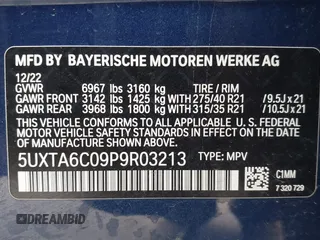 MFD BY BAYERISCHE MOTOREN WERKE AG
12/22
GVWR 6967 lbs 3160 kg TIRE / RIM
GAWR FRONT 3142 lbs 1425 kg 275/40 R21 /9.5J x 21
GAWR REAR 3968 lbs 1800 kg 315/35 R21 /10.5J x 21
THIS VEHICLE CONFORMS TO ALL APPLICABLE
U.S. FEDERAL MOTOR VEHICLE SAFETY STANDARDS
IN EFFECT ON THE DATE OF MANUFACTURE SHOWN ABOVE.
5UXTA6C09P9R03213 TYPE: MPV
C1MM
7 320 729
DREAMBID